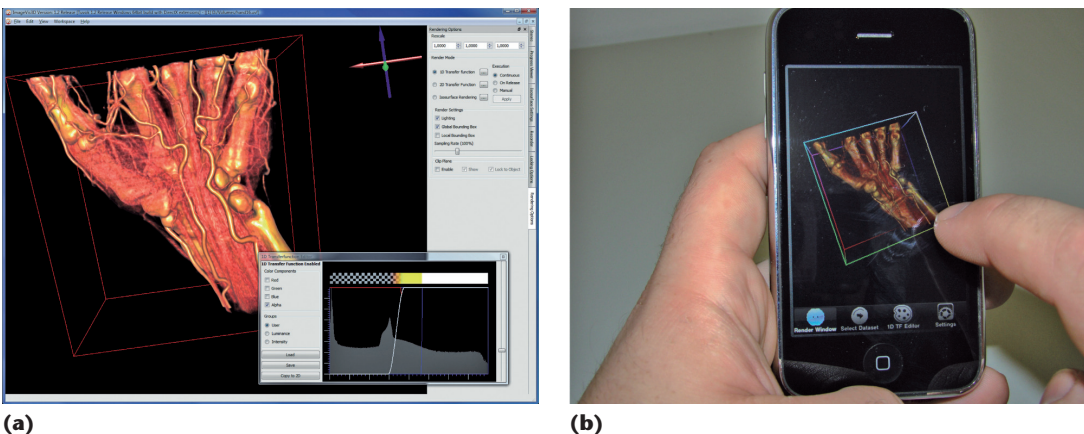 File Edit View Workspace Help
Rendering Options
Rescale
1,0000 1,0000 1,0000
Render Mode
Execution
1D Transfer function
Continuous
2D Transfer Function
On Release
Manual
Isosurface Rendering
Apply
Render Settings
Lighting
Global Bounding Box
Local Bounding Box
Sampling Rate (100%)
Clip Plane
Enable Show Lock to Object
Rendering Options
1D Transfer Function Enabled
Color Components
Red
Green
Blue
Alpha
Groups
User
Luminance
Intensity
Load
Save
Copy to 2D
Render Window Select Dataset 1D TF Editor Settings
(a) (b)